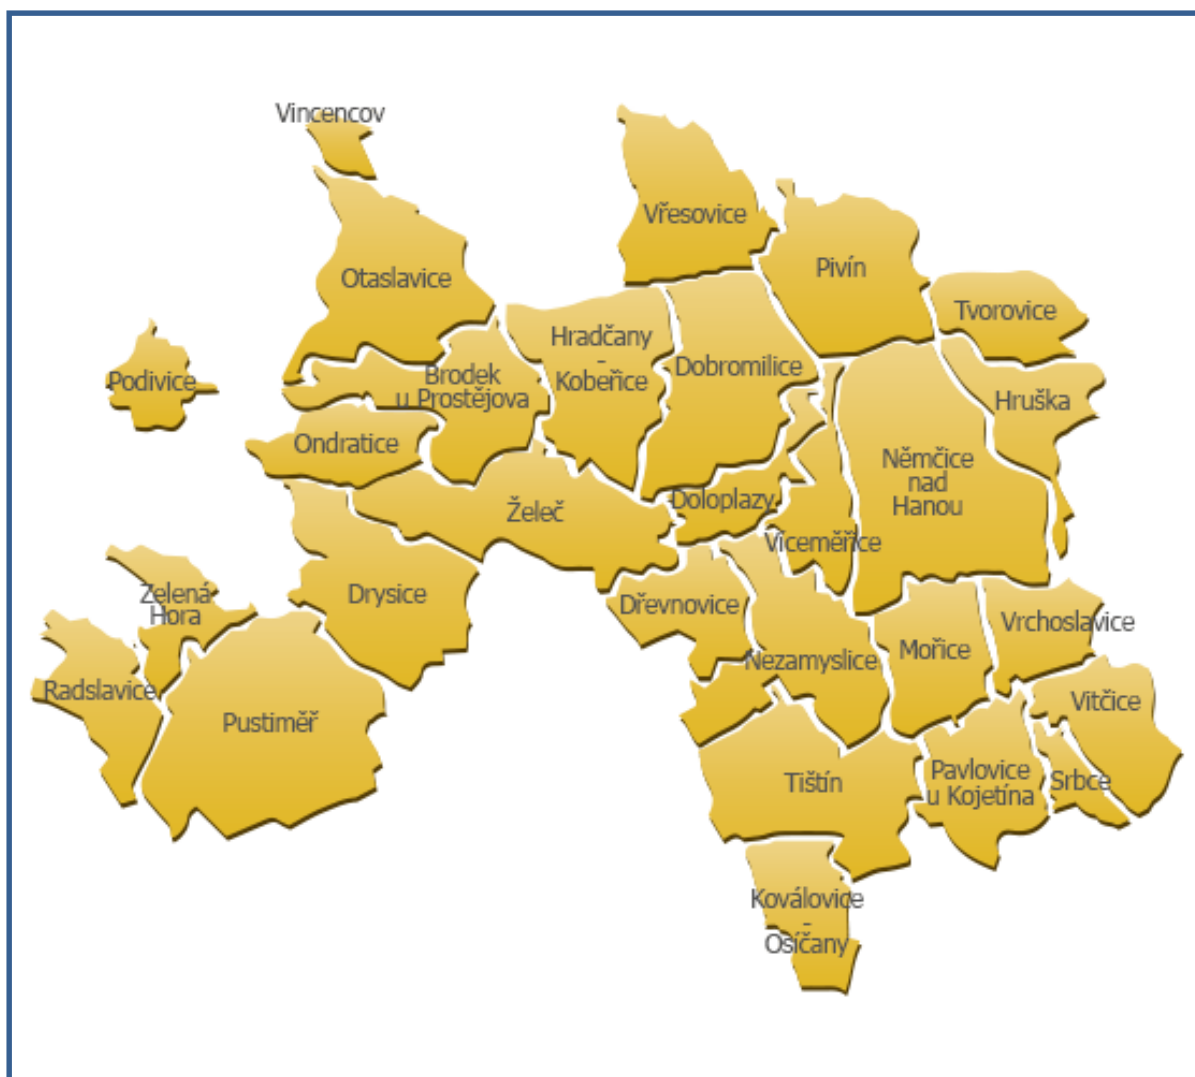 Vincencov
Vřesovice
Otaslavice
Pivín
Tvorovice
Hradčany
-
Kobeřice
Dobromilice
Podivice
Brodek
u Prostějova
Hruška
Ondratice
Němčice
nad
Hanou
Želeč
Doloplazy
Víceměřice
Zelená
Hora
Drysice
Dřevnovice
Vrchoslavice
Nezamyslice
Mořice
Radslavice
Vitčice
Pustiměř
Tištín
Pavlovice
u Kojetína
Srbce
Koválovice
-
Osíčany